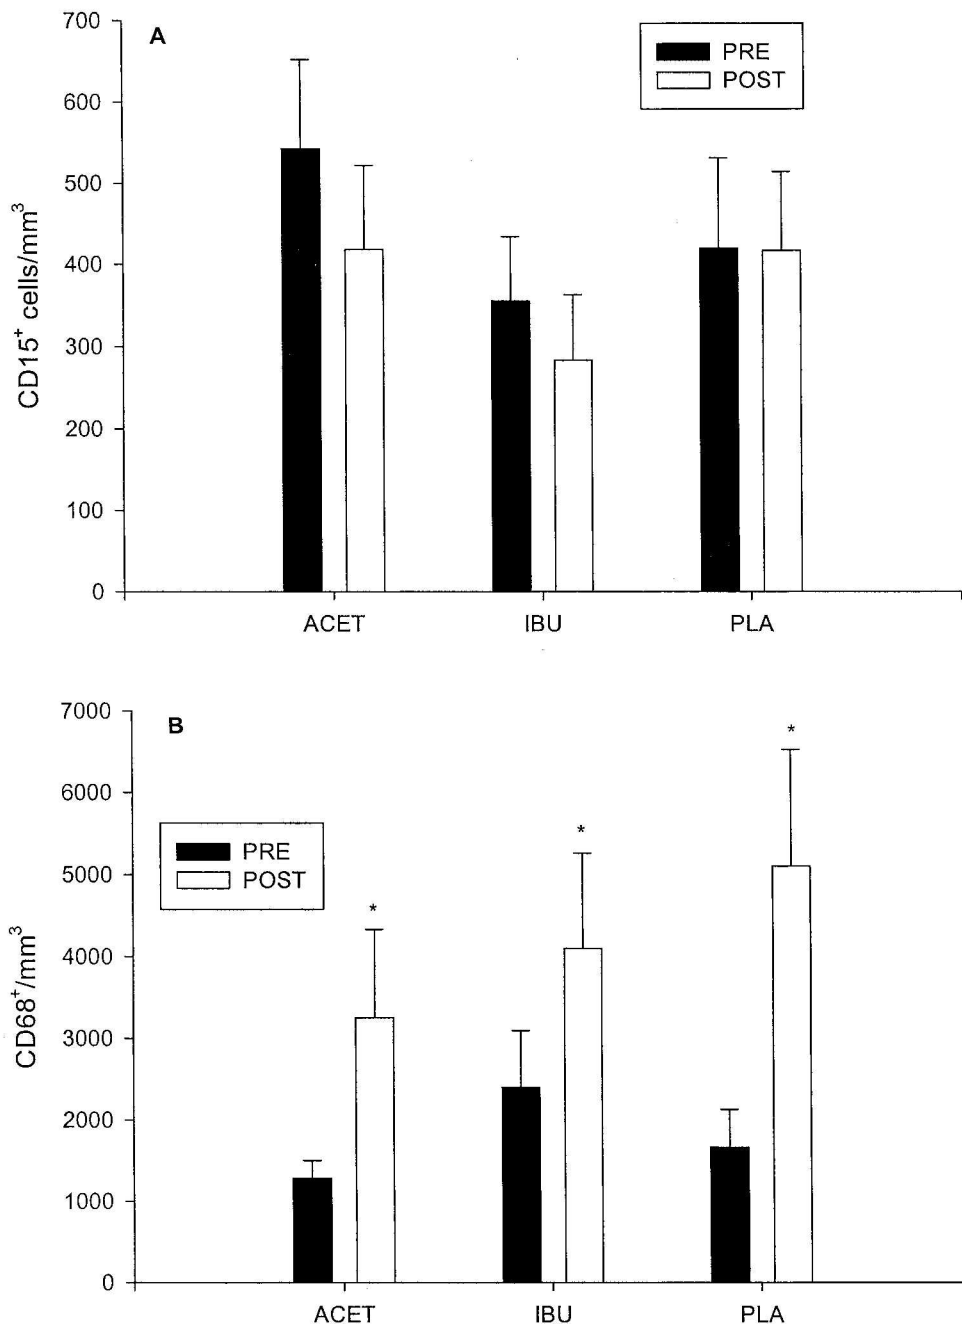 A
PRE
POST
700
600
500
400
300
200
100
0
CD15⁺ cells/mm³
ACET
IBU
PLA
B
PRE
POST
7000
6000
5000
4000
3000
2000
1000
0
CD68⁺/mm³
*
*
*
ACET
IBU
PLA